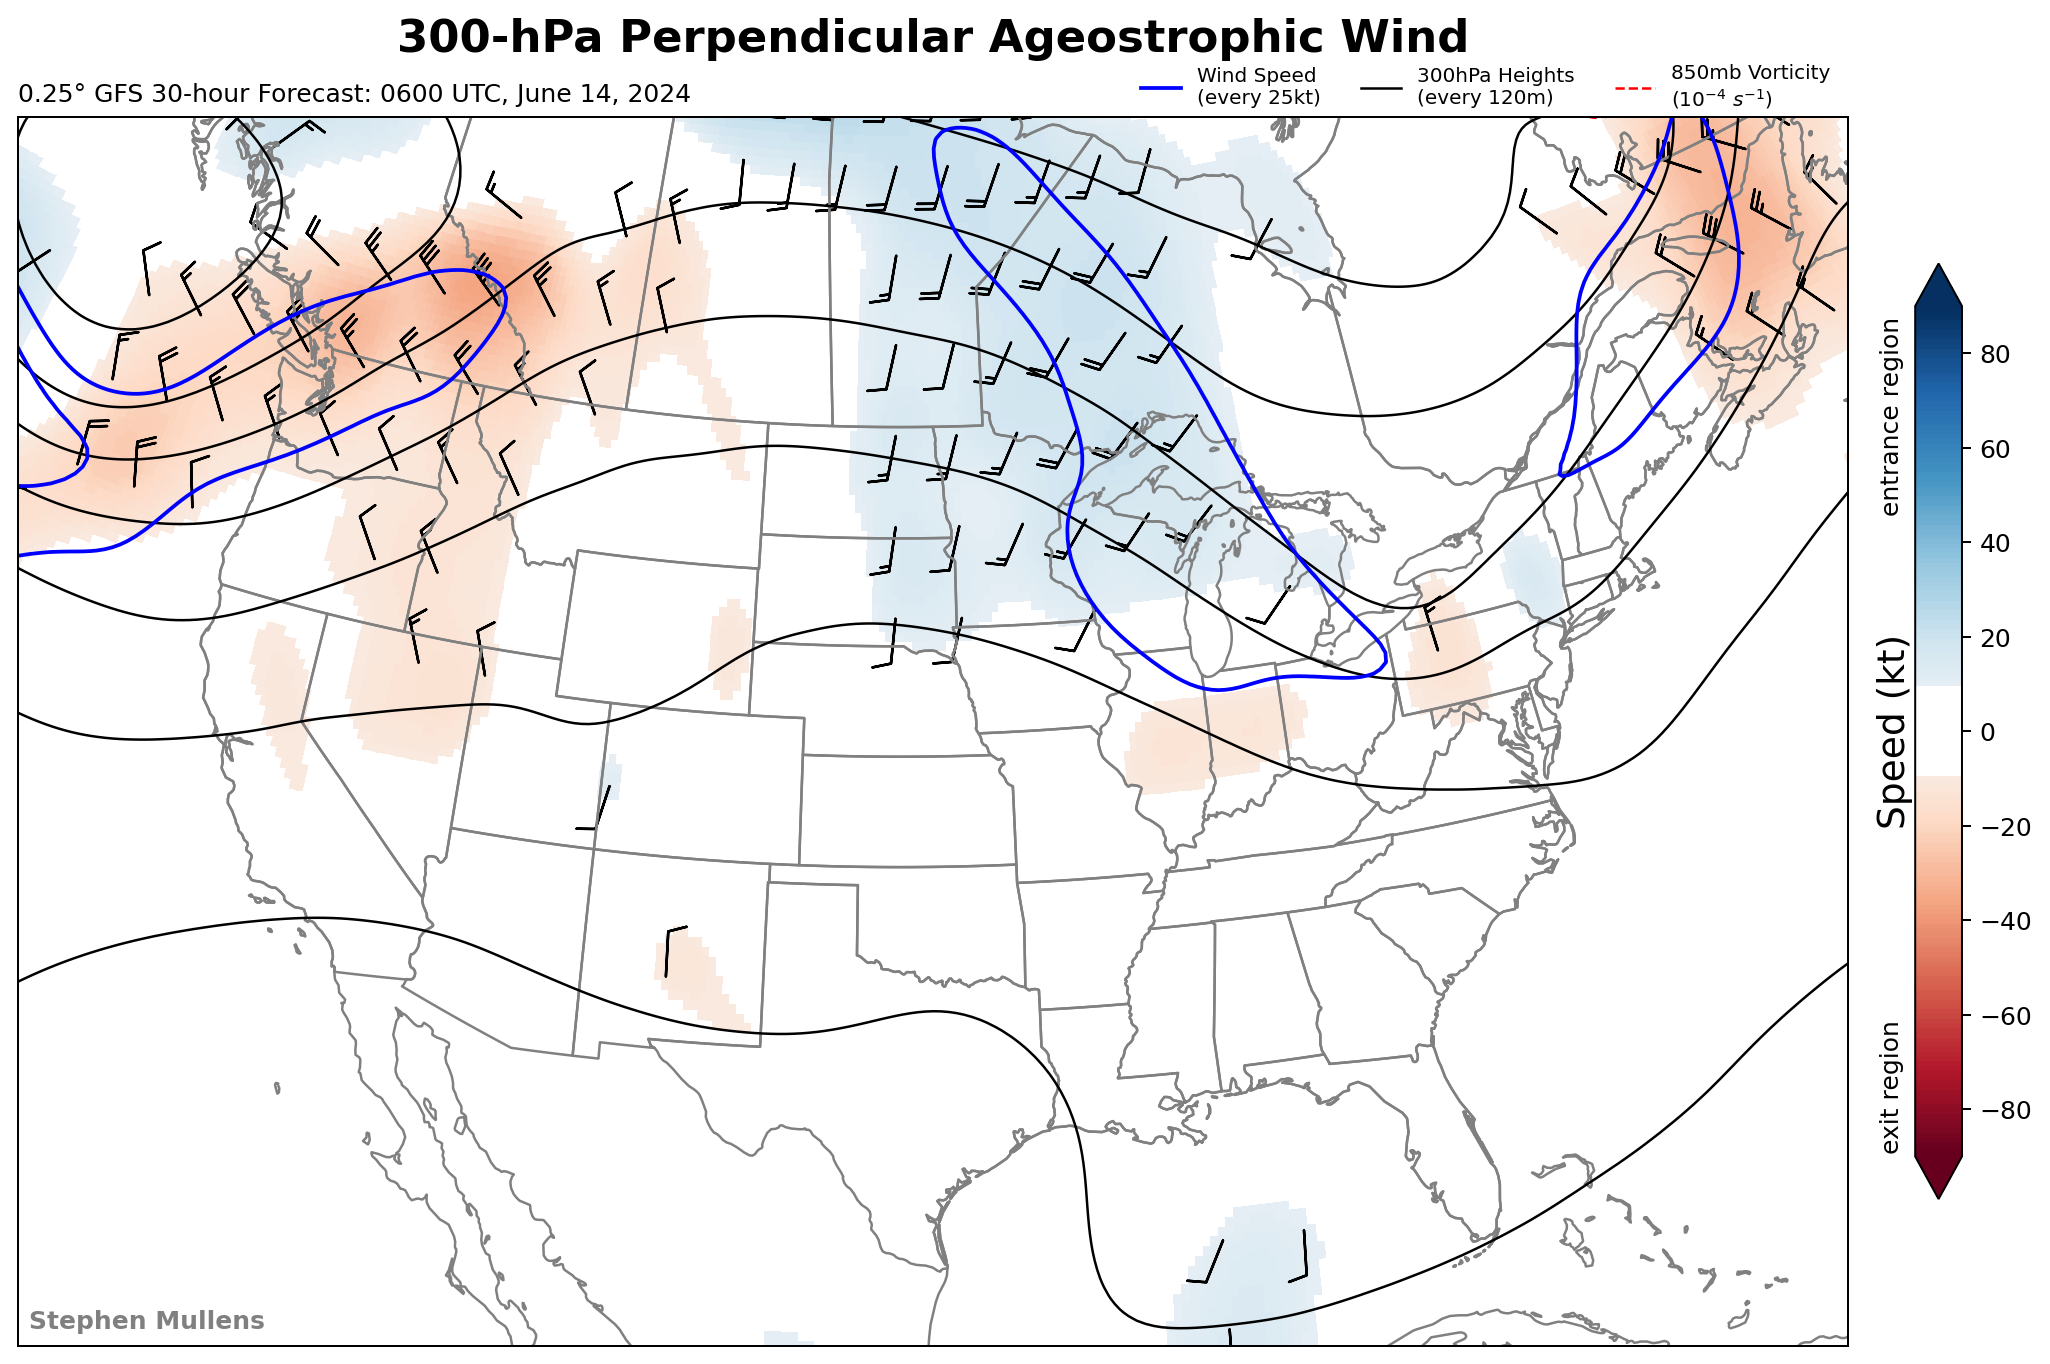 300-hPa Perpendicular Ageostrophic Wind
0.25° GFS 30-hour Forecast: 0600 UTC, June 14, 2024
Wind Speed
(every 25kt)
300hPa Heights
(every 120m)
850mb Vorticity
(10⁻⁴ s⁻¹)
entrance region
Speed (kt)
exit region
80
60
40
20
0
−20
−40
−60
−80
Stephen Mullens